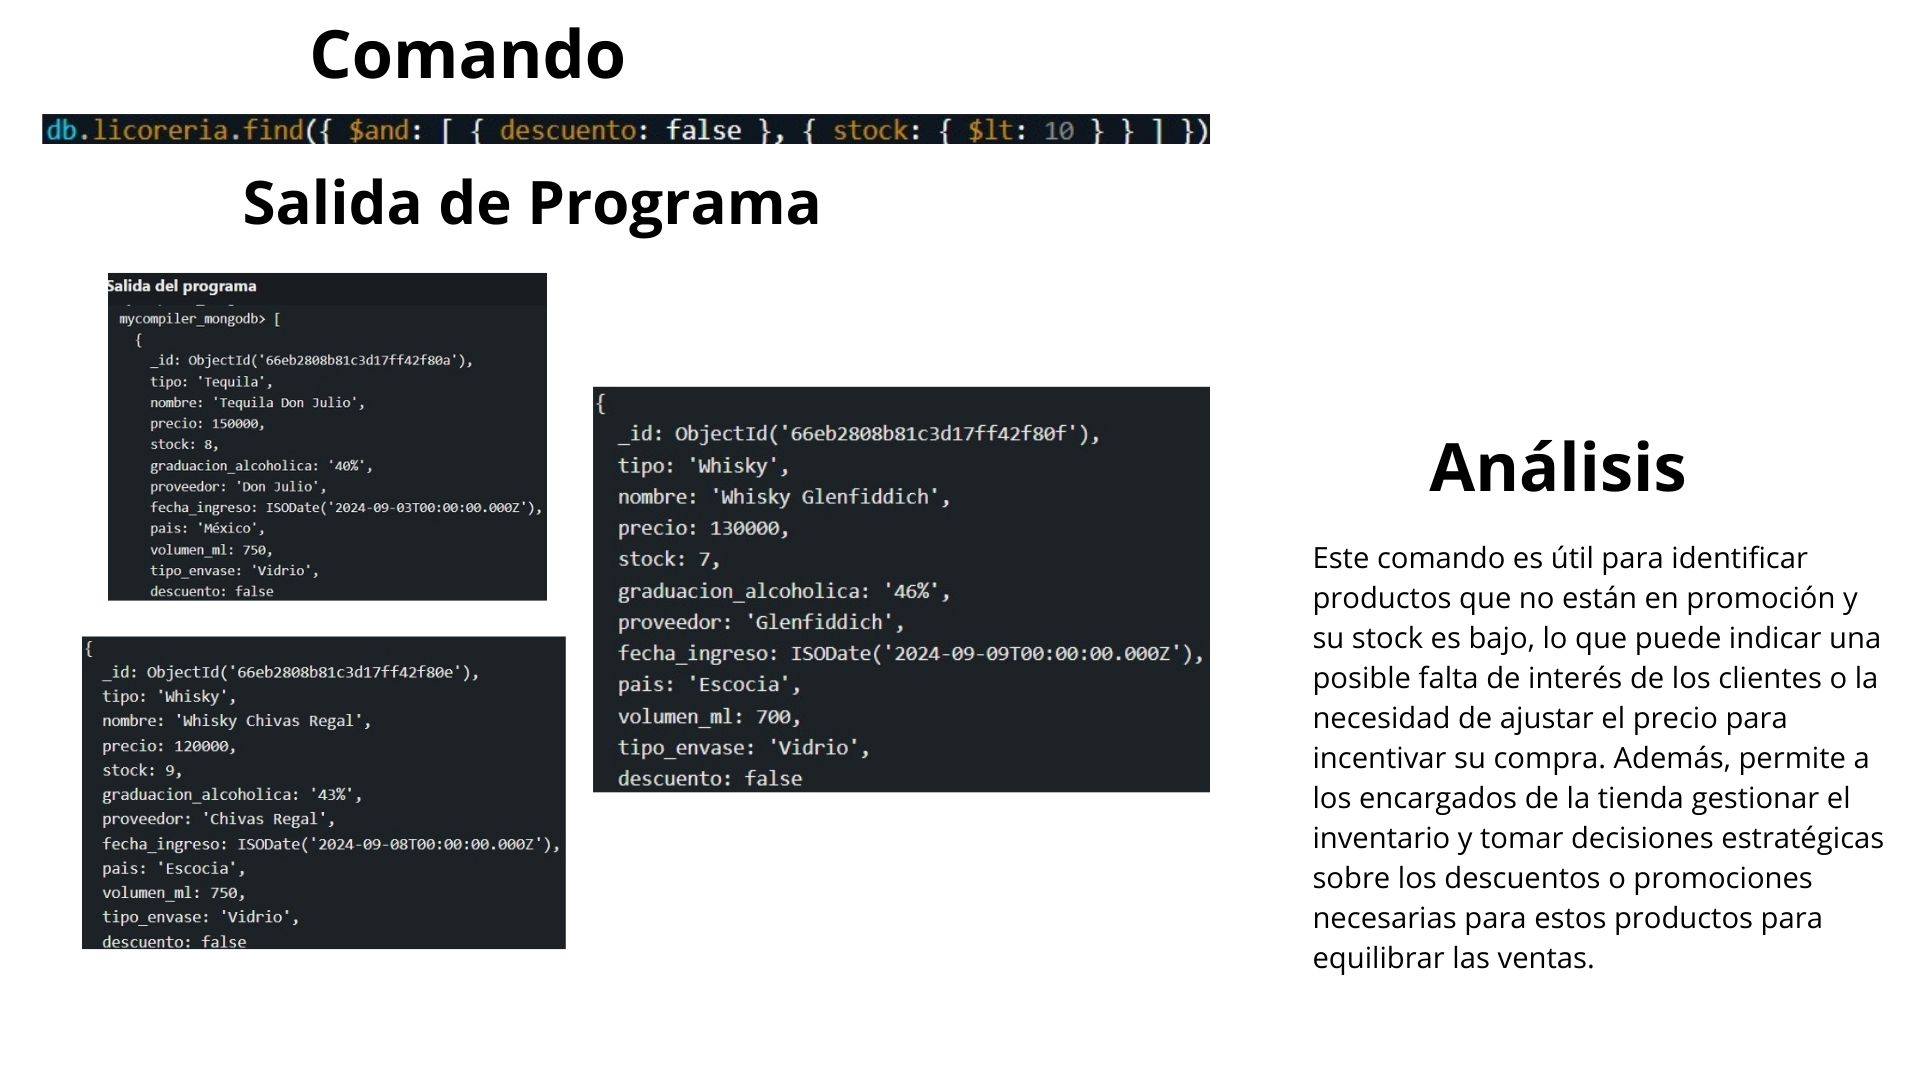 Comando
db.licoreria.find({ $and: [ { descuento: false }, { stock: { $lt: 10 } } ] })
Salida de Programa
Salida del programa
mycompiler_mongodb> [
{
_id: ObjectId('66eb2808b81c3d17ff42f80a'),
tipo: 'Tequila',
nombre: 'Tequila Don Julio',
precio: 150000,
stock: 8,
graduacion_alcoholica: '40%',
proveedor: 'Don Julio',
fecha_ingreso: ISODate('2024-09-03T00:00:00.000Z'),
pais: 'México',
volumen_ml: 750,
tipo_envase: 'Vidrio',
descuento: false
{
_id: ObjectId('66eb2808b81c3d17ff42f80e'),
tipo: 'Whisky',
nombre: 'Whisky Chivas Regal',
precio: 120000,
stock: 9,
graduacion_alcoholica: '43%',
proveedor: 'Chivas Regal',
fecha_ingreso: ISODate('2024-09-08T00:00:00.000Z'),
pais: 'Escocia',
volumen_ml: 750,
tipo_envase: 'Vidrio',
descuento: false
{
_id: ObjectId('66eb2808b81c3d17ff42f80f'),
tipo: 'Whisky',
nombre: 'Whisky Glenfiddich',
precio: 130000,
stock: 7,
graduacion_alcoholica: '46%',
proveedor: 'Glenfiddich',
fecha_ingreso: ISODate('2024-09-09T00:00:00.000Z'),
pais: 'Escocia',
volumen_ml: 700,
tipo_envase: 'Vidrio',
descuento: false
Análisis
Este comando es útil para identificar
productos que no están en promoción y
su stock es bajo, lo que puede indicar una
posible falta de interés de los clientes o la
necesidad de ajustar el precio para
incentivar su compra. Además, permite a
los encargados de la tienda gestionar el
inventario y tomar decisiones estratégicas
sobre los descuentos o promociones
necesarias para estos productos para
equilibrar las ventas.